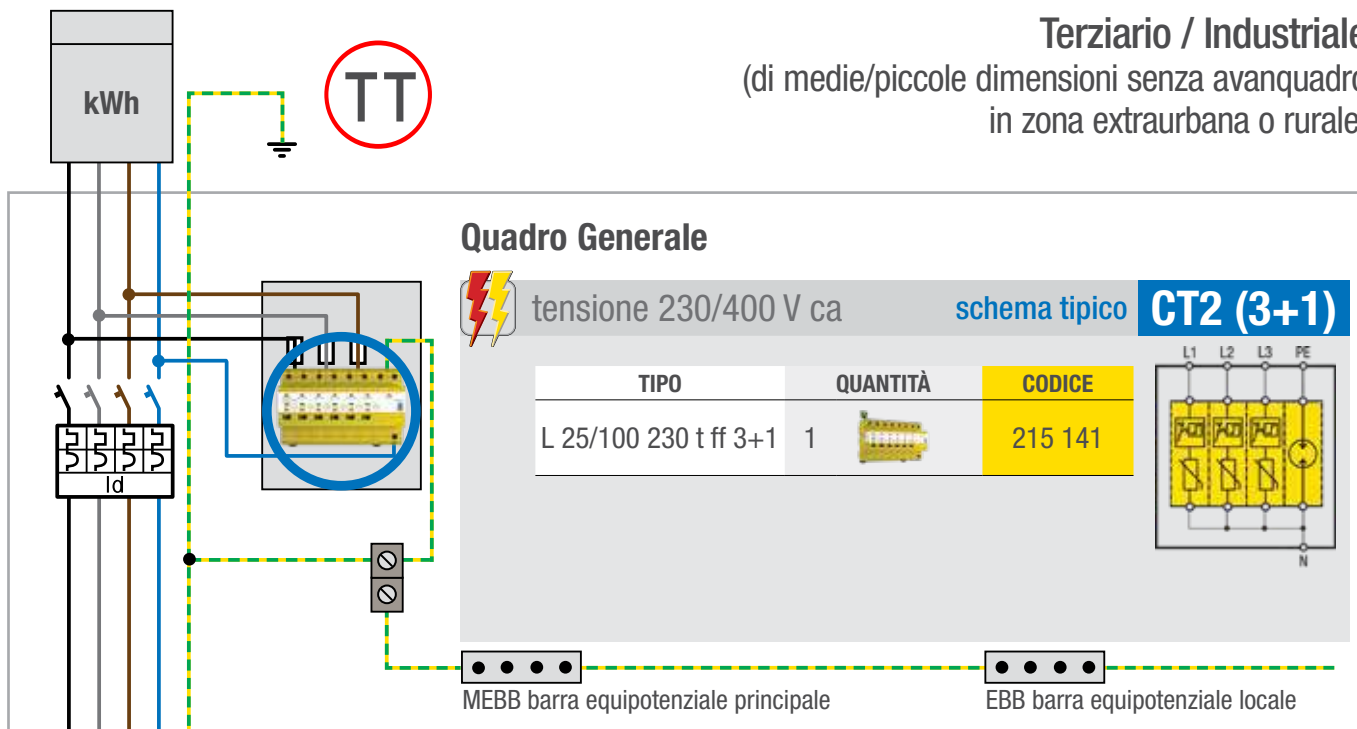 Terziario / Industriale
(di medie/piccole dimensioni senza avanquadro
in zona extraurbana o rurale
kWh
TT
Quadro Generale
tensione 230/400 V ca
schema tipico
CT2 (3+1)
TIPO QUANTITÀ CODICE
L 25/100 230 t ff 3+1 1 215 141
L1 L2 L3 PE
N
Id
MEBB barra equipotenziale principale
EBB barra equipotenziale locale